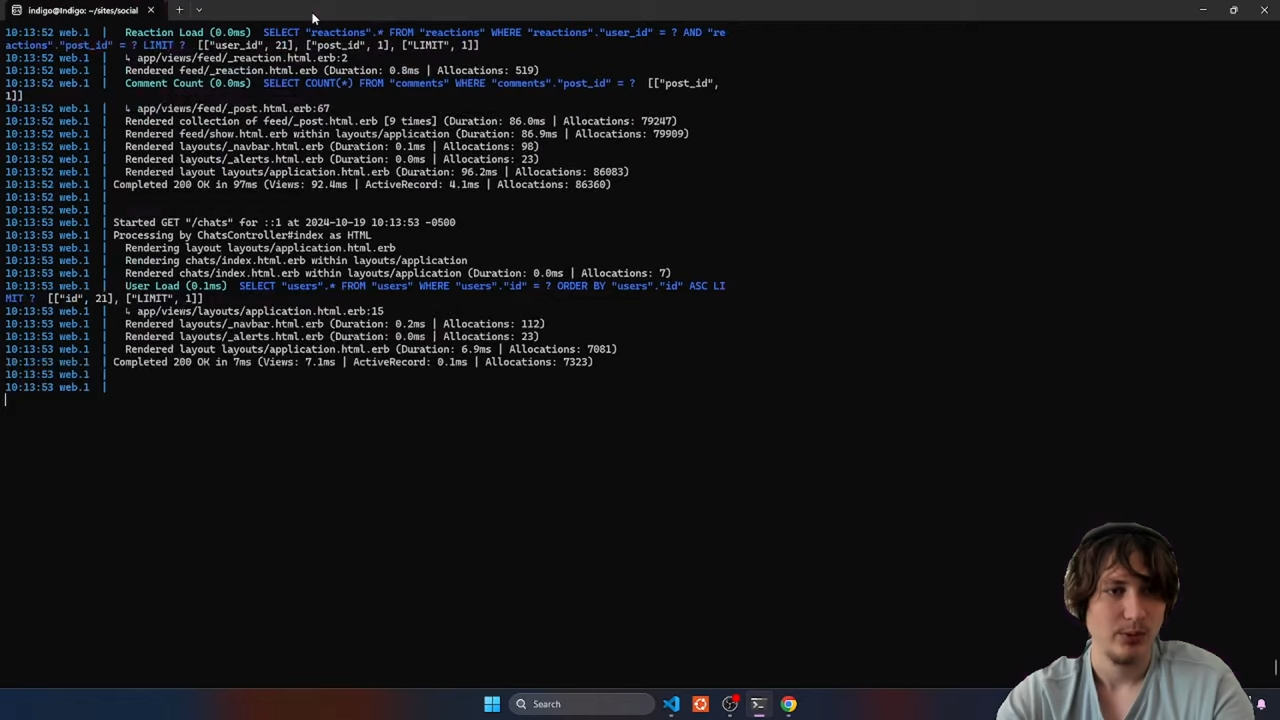 indigo@Indigo: ~/sites/social
10:13:52 web.1  |   Reaction Load (0.0ms)  SELECT "reactions".* FROM "reactions" WHERE "reactions"."user_id" = ? AND "re
actions"."post_id" = ? LIMIT ?  [["user_id", 21], ["post_id", 1], ["LIMIT", 1]]
10:13:52 web.1  |   ↳ app/views/feed/_reaction.html.erb:2
10:13:52 web.1  |   Rendered feed/_reaction.html.erb (Duration: 0.8ms | Allocations: 519)
10:13:52 web.1  |   Comment Count (0.0ms)  SELECT COUNT(*) FROM "comments" WHERE "comments"."post_id" = ?  [["post_id",
1]]
10:13:52 web.1  |   ↳ app/views/feed/_post.html.erb:67
10:13:52 web.1  |   Rendered collection of feed/_post.html.erb [9 times] (Duration: 86.0ms | Allocations: 79247)
10:13:52 web.1  |   Rendered feed/show.html.erb within layouts/application (Duration: 86.9ms | Allocations: 79909)
10:13:52 web.1  |   Rendered layouts/_navbar.html.erb (Duration: 0.1ms | Allocations: 98)
10:13:52 web.1  |   Rendered layouts/_alerts.html.erb (Duration: 0.0ms | Allocations: 23)
10:13:52 web.1  |   Rendered layout layouts/application.html.erb (Duration: 96.2ms | Allocations: 86083)
10:13:52 web.1  | Completed 200 OK in 97ms (Views: 92.4ms | ActiveRecord: 4.1ms | Allocations: 86360)
10:13:52 web.1  |
10:13:52 web.1  |
10:13:53 web.1  | Started GET "/chats" for ::1 at 2024-10-19 10:13:53 -0500
10:13:53 web.1  | Processing by ChatsController#index as HTML
10:13:53 web.1  |   Rendering layout layouts/application.html.erb
10:13:53 web.1  |   Rendering chats/index.html.erb within layouts/application
10:13:53 web.1  |   Rendered chats/index.html.erb within layouts/application (Duration: 0.0ms | Allocations: 7)
10:13:53 web.1  |   User Load (0.1ms)  SELECT "users".* FROM "users" WHERE "users"."id" = ? ORDER BY "users"."id" ASC LI
MIT ?  [["id", 21], ["LIMIT", 1]]
10:13:53 web.1  |   ↳ app/views/layouts/application.html.erb:15
10:13:53 web.1  |   Rendered layouts/_navbar.html.erb (Duration: 0.2ms | Allocations: 112)
10:13:53 web.1  |   Rendered layouts/_alerts.html.erb (Duration: 0.0ms | Allocations: 23)
10:13:53 web.1  |   Rendered layout layouts/application.html.erb (Duration: 6.9ms | Allocations: 7081)
10:13:53 web.1  | Completed 200 OK in 7ms (Views: 7.1ms | ActiveRecord: 0.1ms | Allocations: 7323)
10:13:53 web.1  |
10:13:53 web.1  |
Search